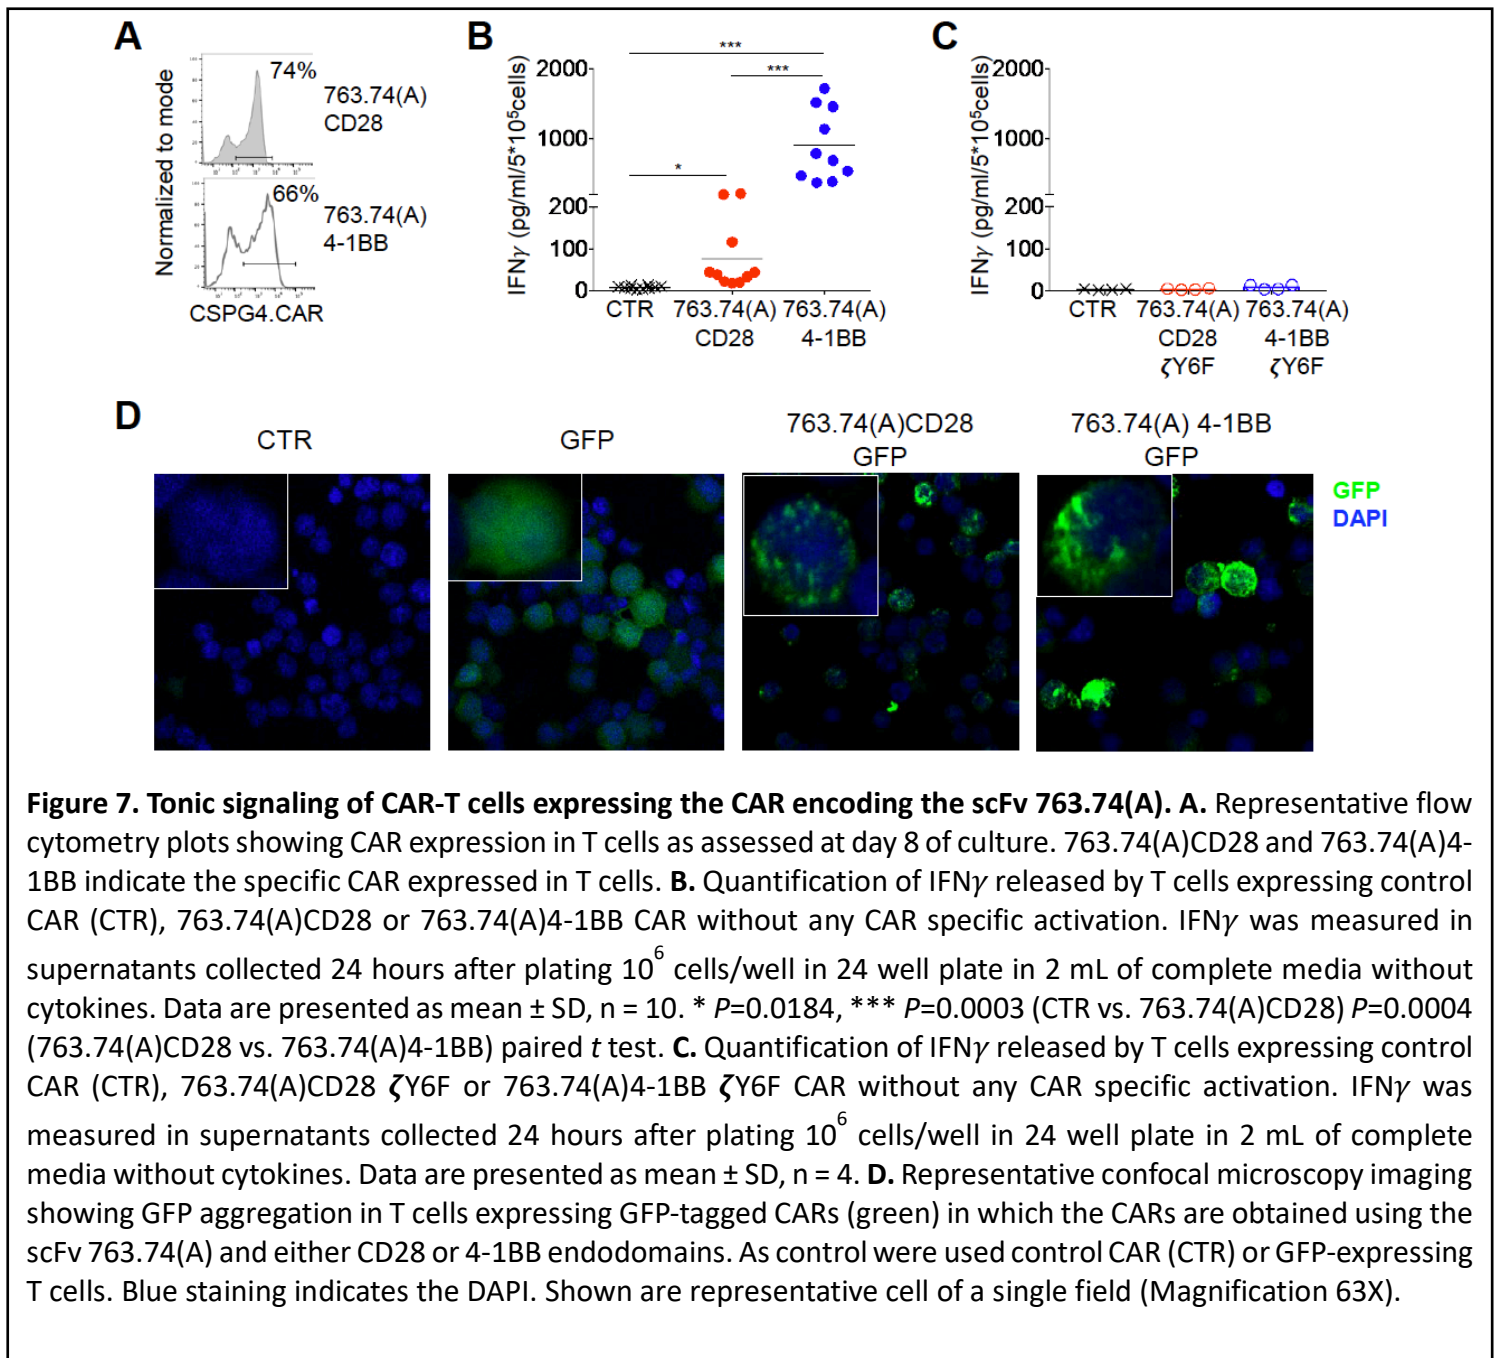 A
Normalized to mode
74%
763.74(A)
CD28
66%
763.74(A)
4-1BB
CSPG4.CAR
B
IFNγ (pg/ml/5*10⁵cells)
2000
1000
200
100
0
***
***
*
CTR 763.74(A) 763.74(A)
CD28 4-1BB
C
IFNγ (pg/ml/5*10⁵cells)
2000
1000
200
100
0
CTR 763.74(A) 763.74(A)
CD28 4-1BB
ζY6F ζY6F
D
CTR
GFP
763.74(A)CD28
GFP
763.74(A) 4-1BB
GFP
GFP
DAPI
Figure 7. Tonic signaling of CAR-T cells expressing the CAR encoding the scFv 763.74(A). A. Representative flow
cytometry plots showing CAR expression in T cells as assessed at day 8 of culture. 763.74(A)CD28 and 763.74(A)4-
1BB indicate the specific CAR expressed in T cells. B. Quantification of IFNγ released by T cells expressing control
CAR (CTR), 763.74(A)CD28 or 763.74(A)4-1BB CAR without any CAR specific activation. IFNγ was measured in
supernatants collected 24 hours after plating 10⁶ cells/well in 24 well plate in 2 mL of complete media without
cytokines. Data are presented as mean ± SD, n = 10. * P=0.0184, *** P=0.0003 (CTR vs. 763.74(A)CD28) P=0.0004
(763.74(A)CD28 vs. 763.74(A)4-1BB) paired t test. C. Quantification of IFNγ released by T cells expressing control
CAR (CTR), 763.74(A)CD28 ζY6F or 763.74(A)4-1BB ζY6F CAR without any CAR specific activation. IFNγ was
measured in supernatants collected 24 hours after plating 10⁶ cells/well in 24 well plate in 2 mL of complete
media without cytokines. Data are presented as mean ± SD, n = 4. D. Representative confocal microscopy imaging
showing GFP aggregation in T cells expressing GFP-tagged CARs (green) in which the CARs are obtained using the
scFv 763.74(A) and either CD28 or 4-1BB endodomains. As control were used control CAR (CTR) or GFP-expressing
T cells. Blue staining indicates the DAPI. Shown are representative cell of a single field (Magnification 63X).